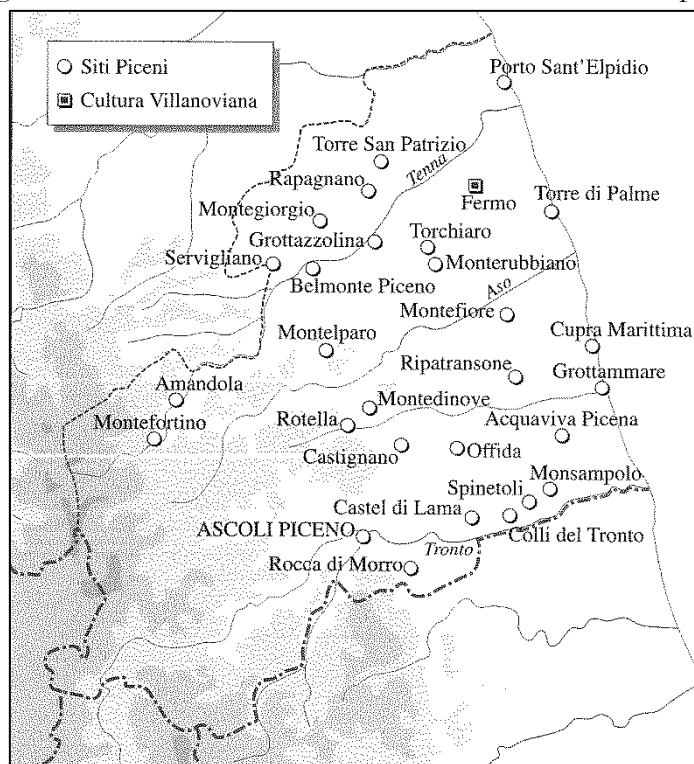 Siti Piceni
Cultura Villanoviana
Porto Sant'Elpidio
Torre San Patrizio
Tenna
Rapagnano
Fermo
Torre di Palme
Montegiorgio
Grottazzolina
Torchiaro
Servigliano
Monterubbiano
Belmonte Piceno
Aso
Montefiore
Montelparo
Cupra Marittima
Ripatransone
Grottammare
Amandola
Montedinove
Montefortino
Rotella
Acquaviva Picena
Castignano
Offida
Monsampolo
Spinetoli
Castel di Lama
ASCOLI PICENO
Colli del Tronto
Tronto
Rocca di Morro